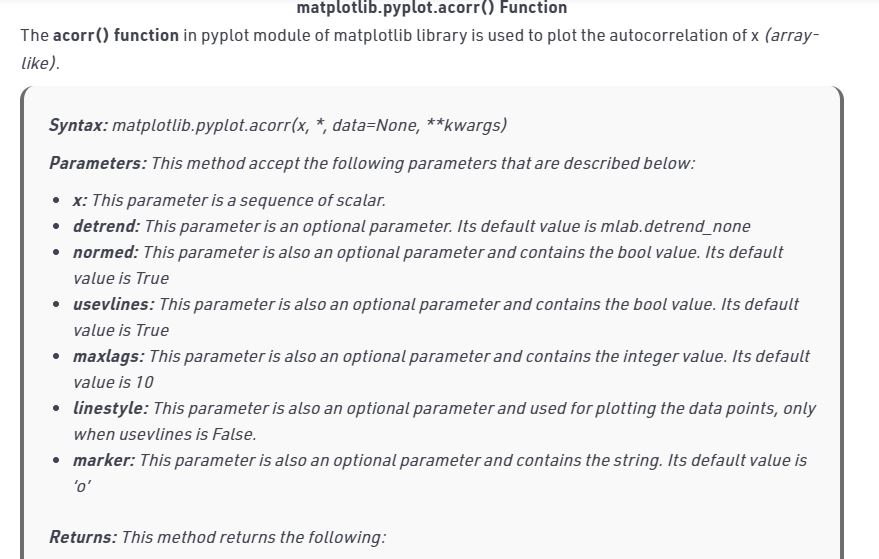 matplotlib.pyplot.acorr() Function
The acorr() function in pyplot module of matplotlib library is used to plot the autocorrelation of x (array-
like).
Syntax: matplotlib.pyplot.acorr(x, *, data=None, **kwargs)
Parameters: This method accept the following parameters that are described below:
• x: This parameter is a sequence of scalar.
• detrend: This parameter is an optional parameter. Its default value is mlab.detrend_none
• normed: This parameter is also an optional parameter and contains the bool value. Its default
value is True
• usevlines: This parameter is also an optional parameter and contains the bool value. Its default
value is True
• maxlags: This parameter is also an optional parameter and contains the integer value. Its default
value is 10
• linestyle: This parameter is also an optional parameter and used for plotting the data points, only
when usevlines is False.
• marker: This parameter is also an optional parameter and contains the string. Its default value is
‘o’
Returns: This method returns the following: